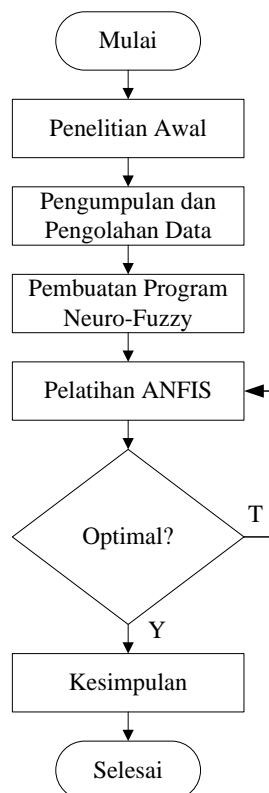 Mulai
Penelitian Awal
Pengumpulan dan
Pengolahan Data
Pembuatan Program
Neuro-Fuzzy
Pelatihan ANFIS
Optimal?
T
Y
Kesimpulan
Selesai